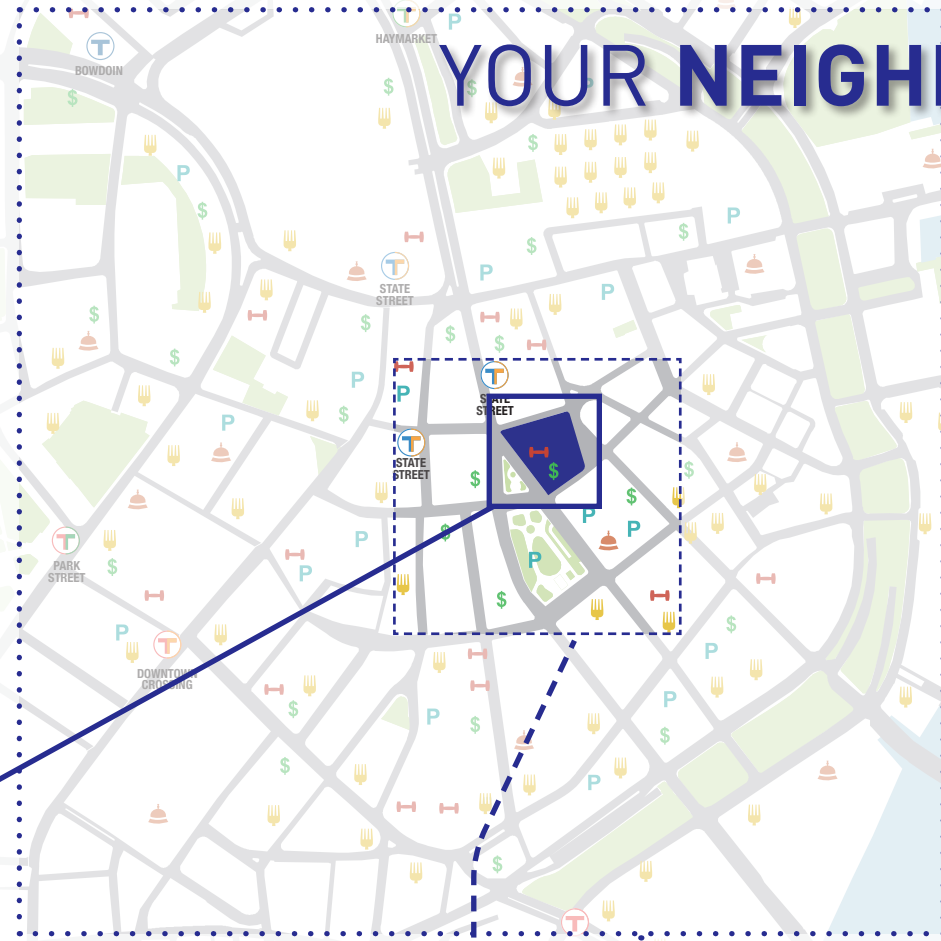 HAYMARKET
YOUR NEIGH
BOWDOIN
STATE
STREET
STATE
STREET
STATE
STREET
PARK
STREET
DOWNTOWN
CROSSING